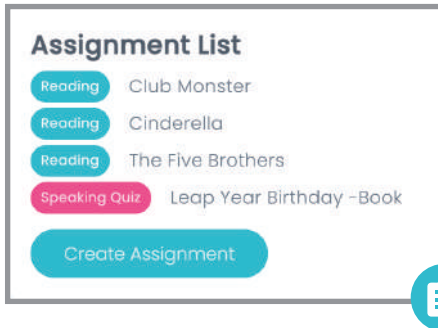 Assignment List
Reading Club Monster
Reading Cinderella
Reading The Five Brothers
Speaking Quiz Leap Year Birthday -Book
Create Assignment